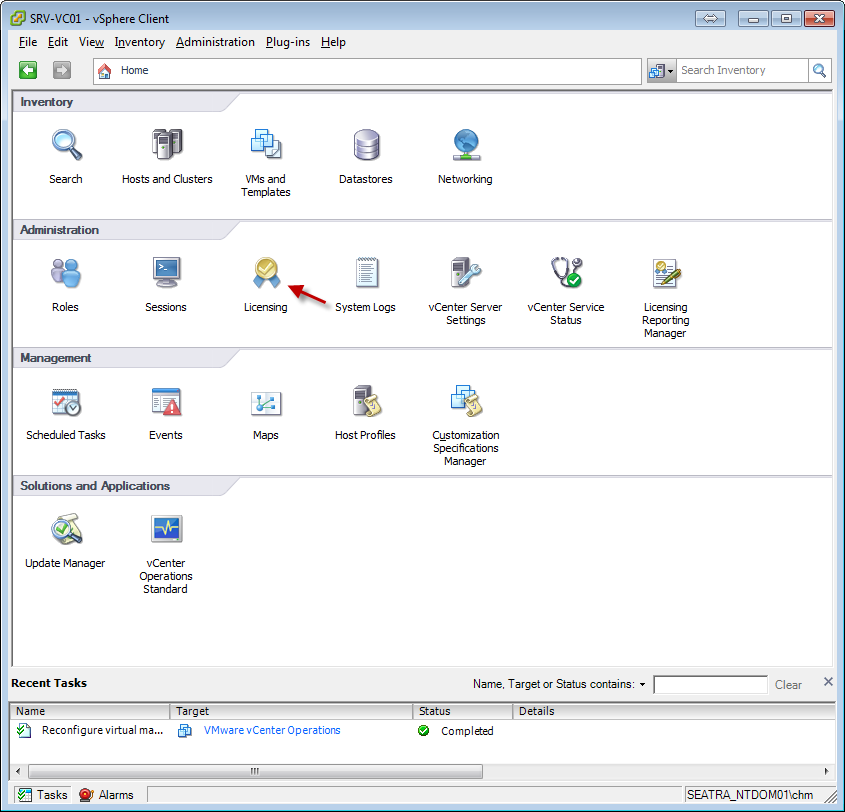 SRV-VC01 - vSphere Client
File Edit View Inventory Administration Plug-ins Help
Home
Search Inventory
Inventory
Search
Hosts and Clusters
VMs and
Templates
Datastores
Networking
Administration
Roles
Sessions
Licensing
System Logs
vCenter Server
Settings
vCenter Service
Status
Licensing
Reporting
Manager
Management
Scheduled Tasks
Events
Maps
Host Profiles
Customization
Specifications
Manager
Solutions and Applications
Update Manager
vCenter
Operations
Standard
Recent Tasks
Name, Target or Status contains:
Clear
Name Target Status Details
Reconfigure virtual ma... VMware vCenter Operations Completed
Tasks Alarms
SEATRA_NTDOM01\chm